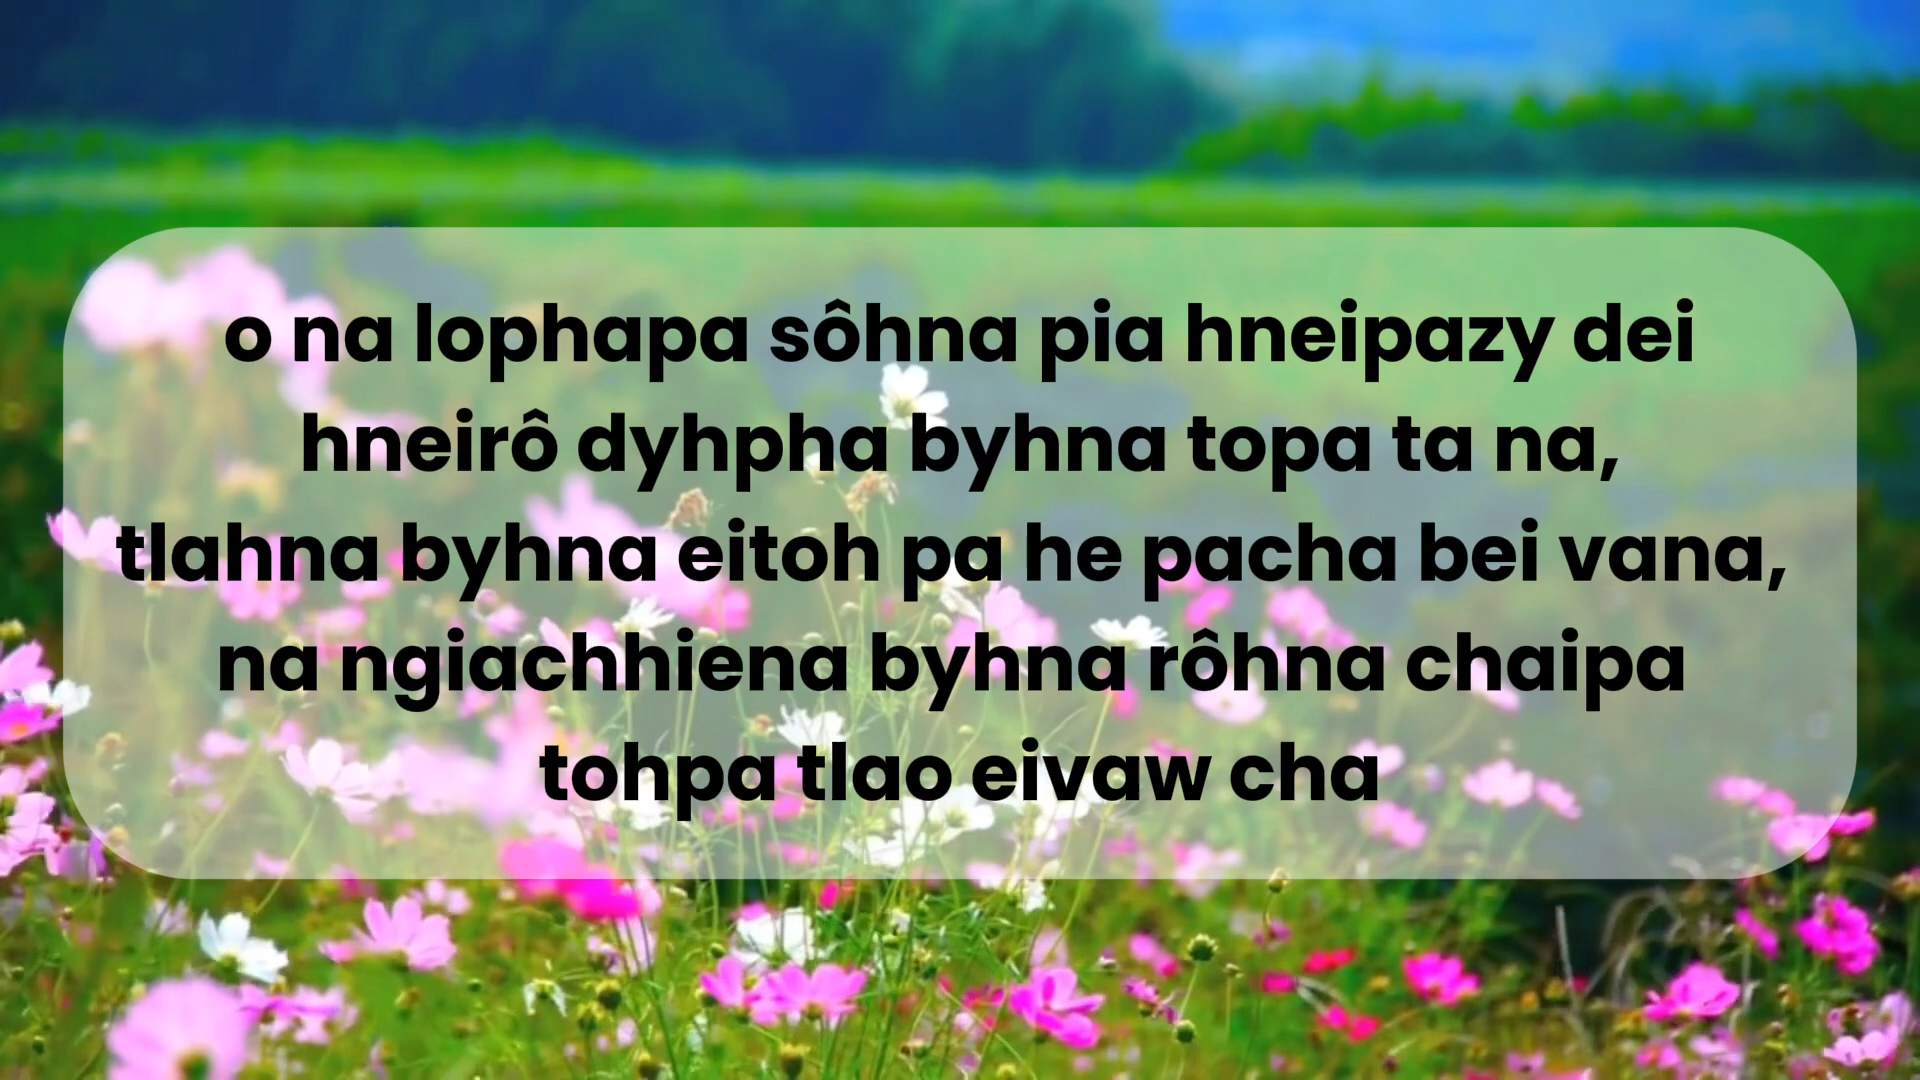 o na lophapa sôhna pia hneipazy dei
hneirô dyhpha byhna topa ta na,
tlahna byhna eitoh pa he pacha bei vana,
na ngiachhiena byhna rôhna chaipa
tohpa tlao eivaw cha